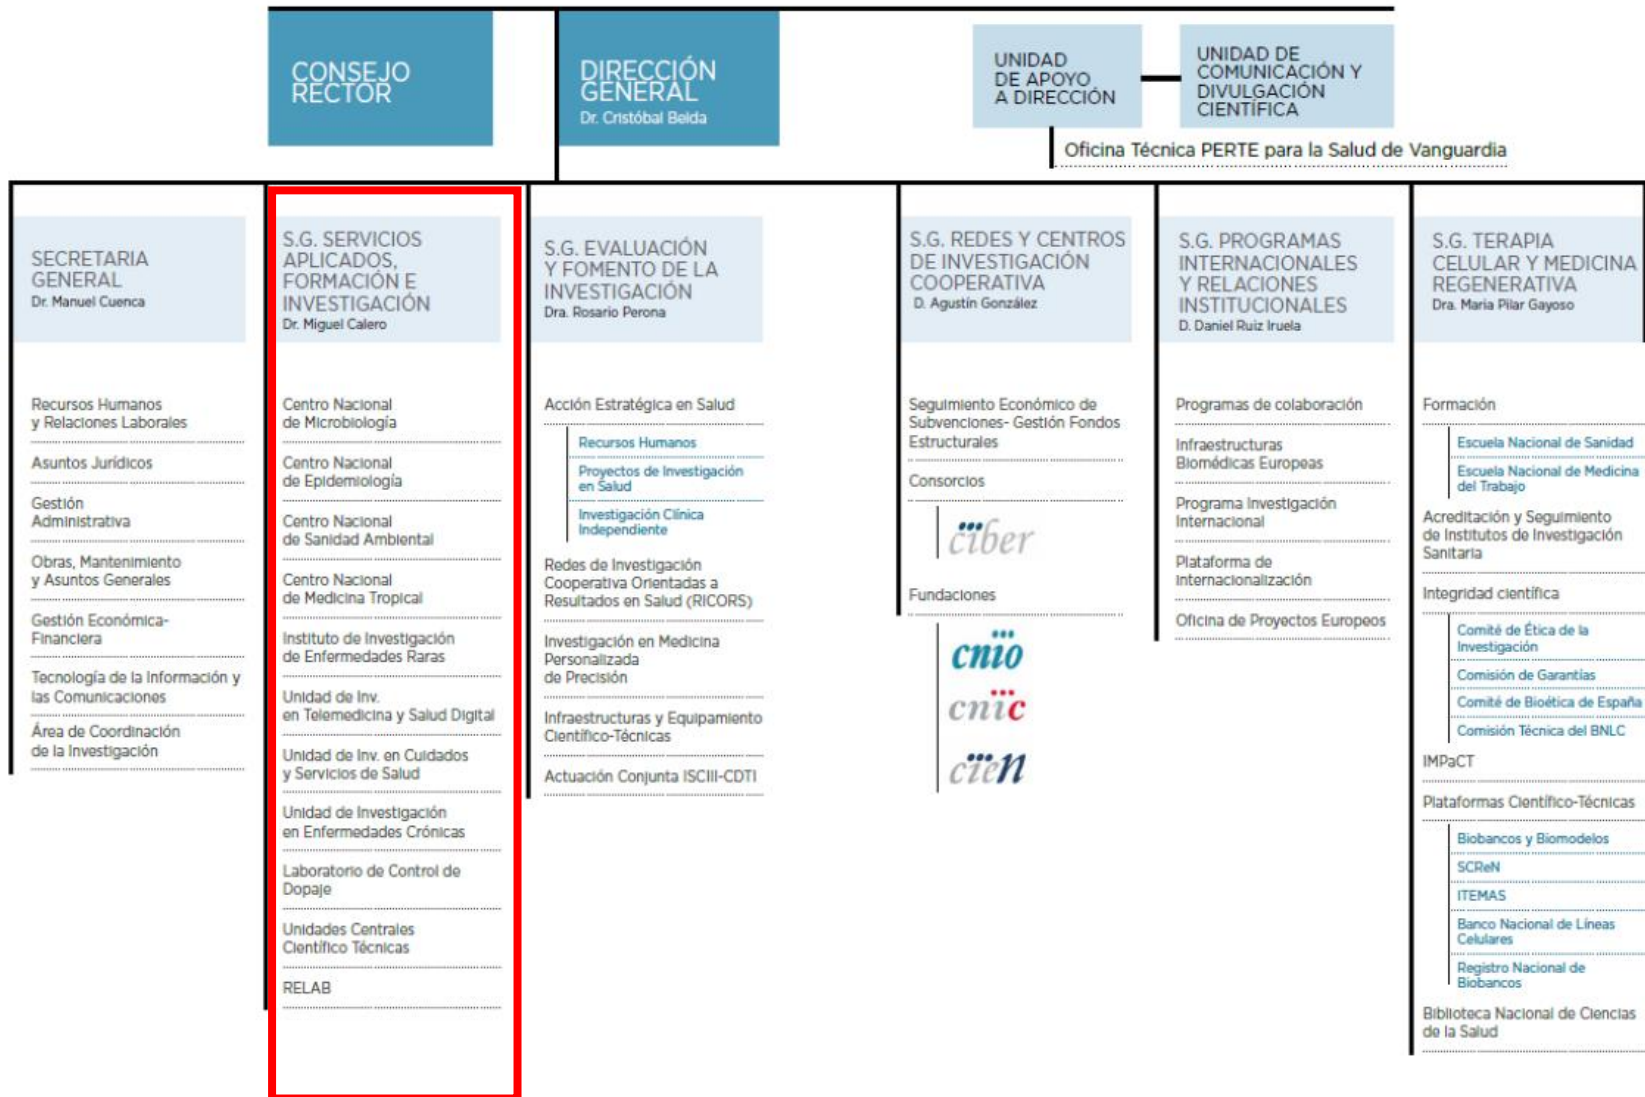 CONSEJO
RECTOR
DIRECCIÓN
GENERAL
Dr. Cristóbal Belda
UNIDAD
DE APOYO
A DIRECCIÓN
UNIDAD DE
COMUNICACIÓN Y
DIVULGACIÓN
CIENTÍFICA
Oficina Técnica PERTE para la Salud de Vanguardia
SECRETARIA
GENERAL
Dr. Manuel Cuenca
Recursos Humanos
y Relaciones Laborales
Asuntos Jurídicos
Gestión
Administrativa
Obras, Mantenimiento
y Asuntos Generales
Gestión Económica-
Financiera
Tecnología de la Información y
las Comunicaciones
Área de Coordinación
de la Investigación
S.G. SERVICIOS
APLICADOS,
FORMACIÓN E
INVESTIGACIÓN
Dr. Miguel Calero
Centro Nacional
de Microbiología
Centro Nacional
de Epidemiología
Centro Nacional
de Sanidad Ambiental
Centro Nacional
de Medicina Tropical
Instituto de Investigación
de Enfermedades Raras
Unidad de Inv.
en Telemedicina y Salud Digital
Unidad de Inv. en Cuidados
y Servicios de Salud
Unidad de Investigación
en Enfermedades Crónicas
Laboratorio de Control de
Dopaje
Unidades Centrales
Científico Técnicas
RELAB
S.G. EVALUACIÓN
Y FOMENTO DE LA
INVESTIGACIÓN
Dra. Rosario Perona
Acción Estratégica en Salud
Recursos Humanos
Proyectos de Investigación
en Salud
Investigación Clínica
Independiente
Redes de Investigación
Cooperativa Orientadas a
Resultados en Salud (RICORS)
Investigación en Medicina
Personalizada
de Precisión
Infraestructuras y Equipamiento
Científico-Técnicas
Actuación Conjunta ISCIII-CDTI
S.G. REDES Y CENTROS
DE INVESTIGACIÓN
COOPERATIVA
D. Agustín González
Seguimiento Económico de
Subvenciones- Gestión Fondos
Estructurales
Consorcios
ciber
Fundaciones
cnio
cnic
cien
S.G. PROGRAMAS
INTERNACIONALES
Y RELACIONES
INSTITUCIONALES
D. Daniel Ruiz Iruela
Programas de colaboración
Infraestructuras
Biomédicas Europeas
Programa Investigación
Internacional
Plataforma de
Internacionalización
Oficina de Proyectos Europeos
S.G. TERAPIA
CELULAR Y MEDICINA
REGENERATIVA
Dra. Maria Pilar Gayoso
Formación
Escuela Nacional de Sanidad
Escuela Nacional de Medicina
del Trabajo
Acreditación y Seguimiento
de Institutos de Investigación
Sanitaria
Integridad científica
Comité de Ética de la
Investigación
Comisión de Garantías
Comité de Bioética de España
Comisión Técnica del BNLC
IMPaCT
Plataformas Científico-Técnicas
Biobancos y Biomodelos
SCReN
ITEMAS
Banco Nacional de Líneas
Celulares
Registro Nacional de
Biobancos
Biblioteca Nacional de Ciencias
de la Salud